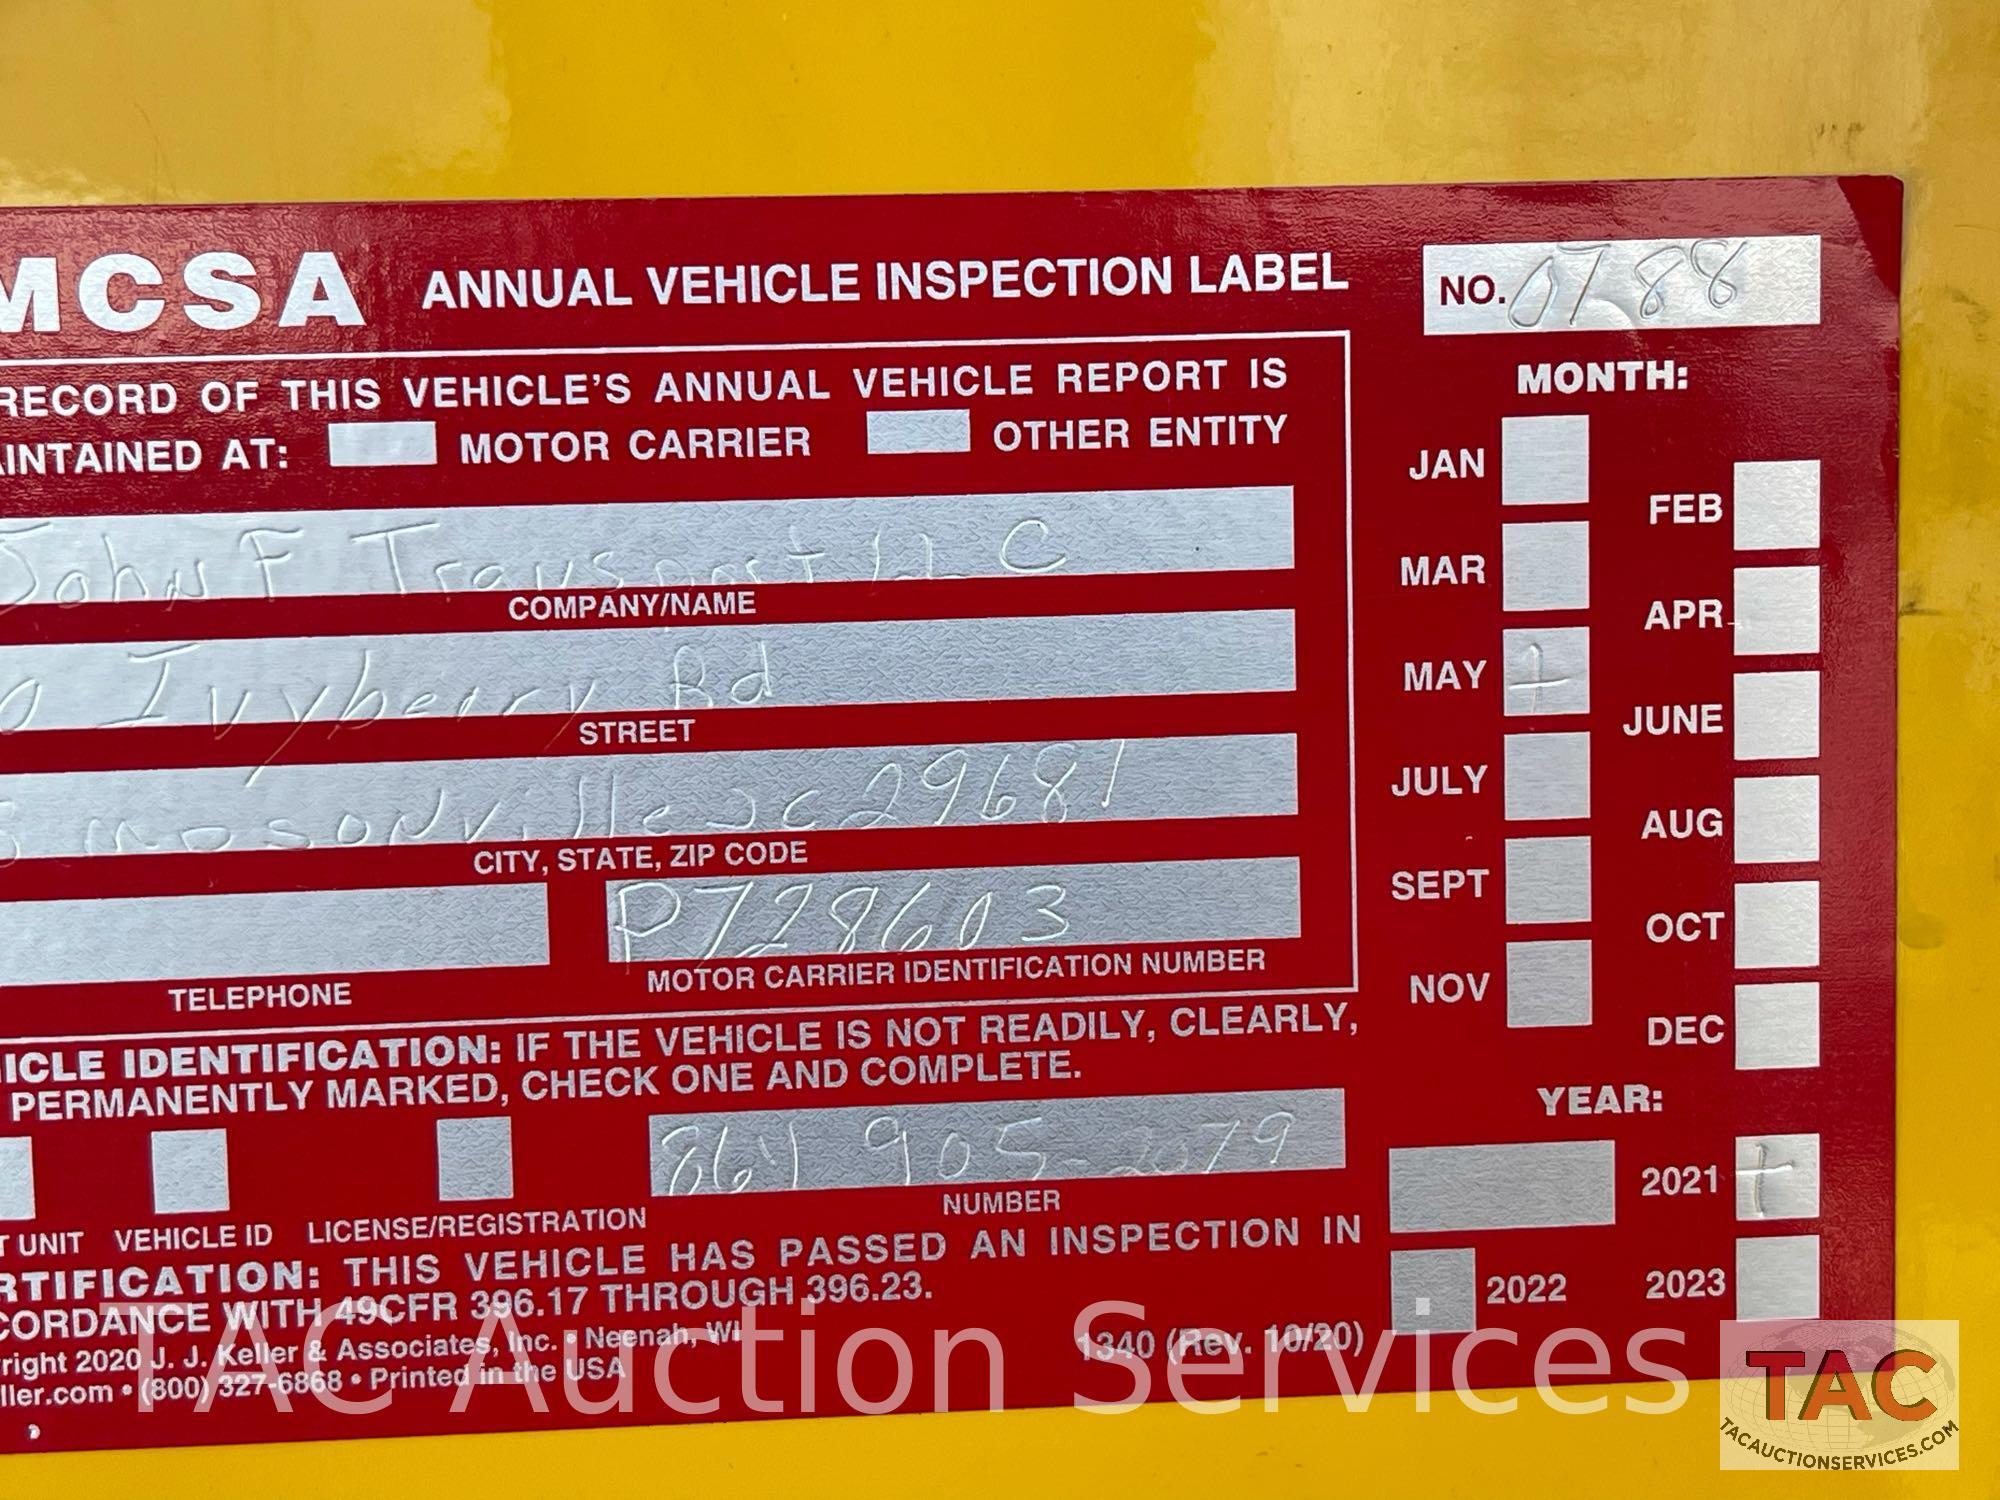 MCSA ANNUAL VEHICLE INSPECTION LABEL
NO. 0788
RECORD OF THIS VEHICLE'S ANNUAL VEHICLE REPORT IS
AINTAINED AT: MOTOR CARRIER OTHER ENTITY
John F Transport LLC
COMPANY/NAME
0 Ivyberry Rd
STREET
Simosonville SC 29681
CITY, STATE, ZIP CODE
P728603
TELEPHONE
MOTOR CARRIER IDENTIFICATION NUMBER
ICLE IDENTIFICATION: IF THE VEHICLE IS NOT READILY, CLEARLY,
PERMANENTLY MARKED, CHECK ONE AND COMPLETE.
864 905-2079
T UNIT VEHICLE ID LICENSE/REGISTRATION NUMBER
RTIFICATION: THIS VEHICLE HAS PASSED AN INSPECTION IN
CORDANCE WITH 49CFR 396.17 THROUGH 396.23.
right 2020 J. J. Keller & Associates, Inc. • Neenah, WI
ller.com • (800) 327-6868 • Printed in the USA
1340 (Rev. 10/20)
MONTH:
JAN
FEB
MAR
APR
MAY +
JUNE
JULY
AUG
SEPT
OCT
NOV
DEC
YEAR:
2021 +
2022 2023
TAC Auction Services
TAC
TACAUCTIONSERVICES.COM